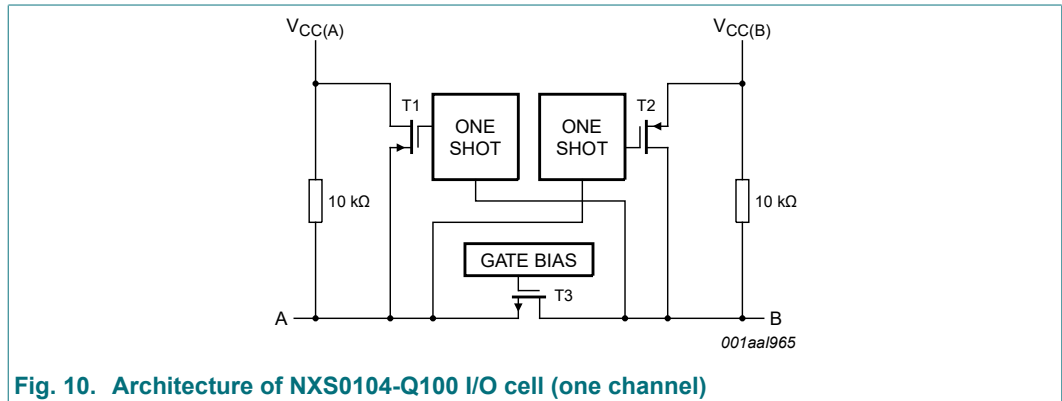 VCC(A)
VCC(B)
T1
ONE
SHOT
ONE
SHOT
T2
10 kΩ
10 kΩ
GATE BIAS
T3
A
B
001aal965
Fig. 10. Architecture of NXS0104-Q100 I/O cell (one channel)